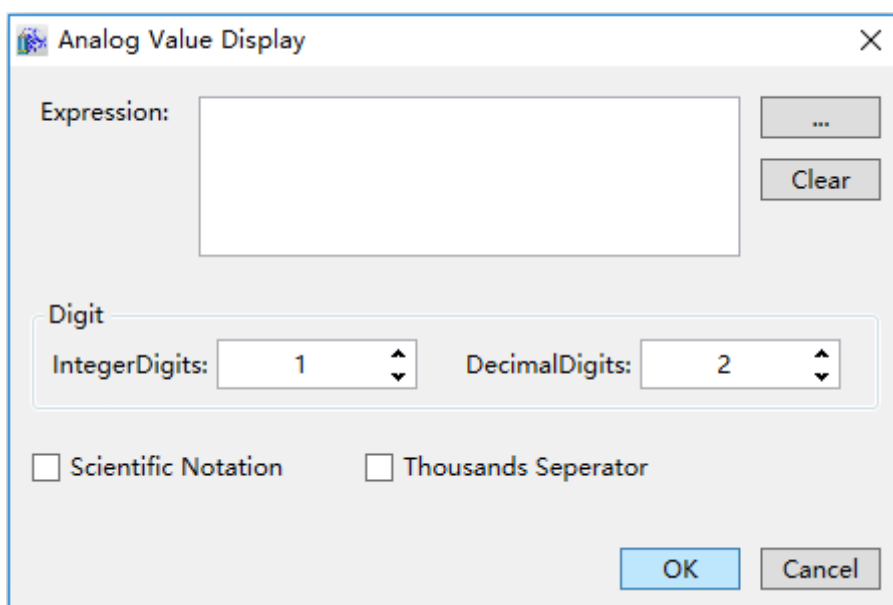 Analog Value Display
Expression:
...
Clear
Digit
IntegerDigits: 1 DecimalDigits: 2
Scientific Notation Thousands Seperator
OK Cancel